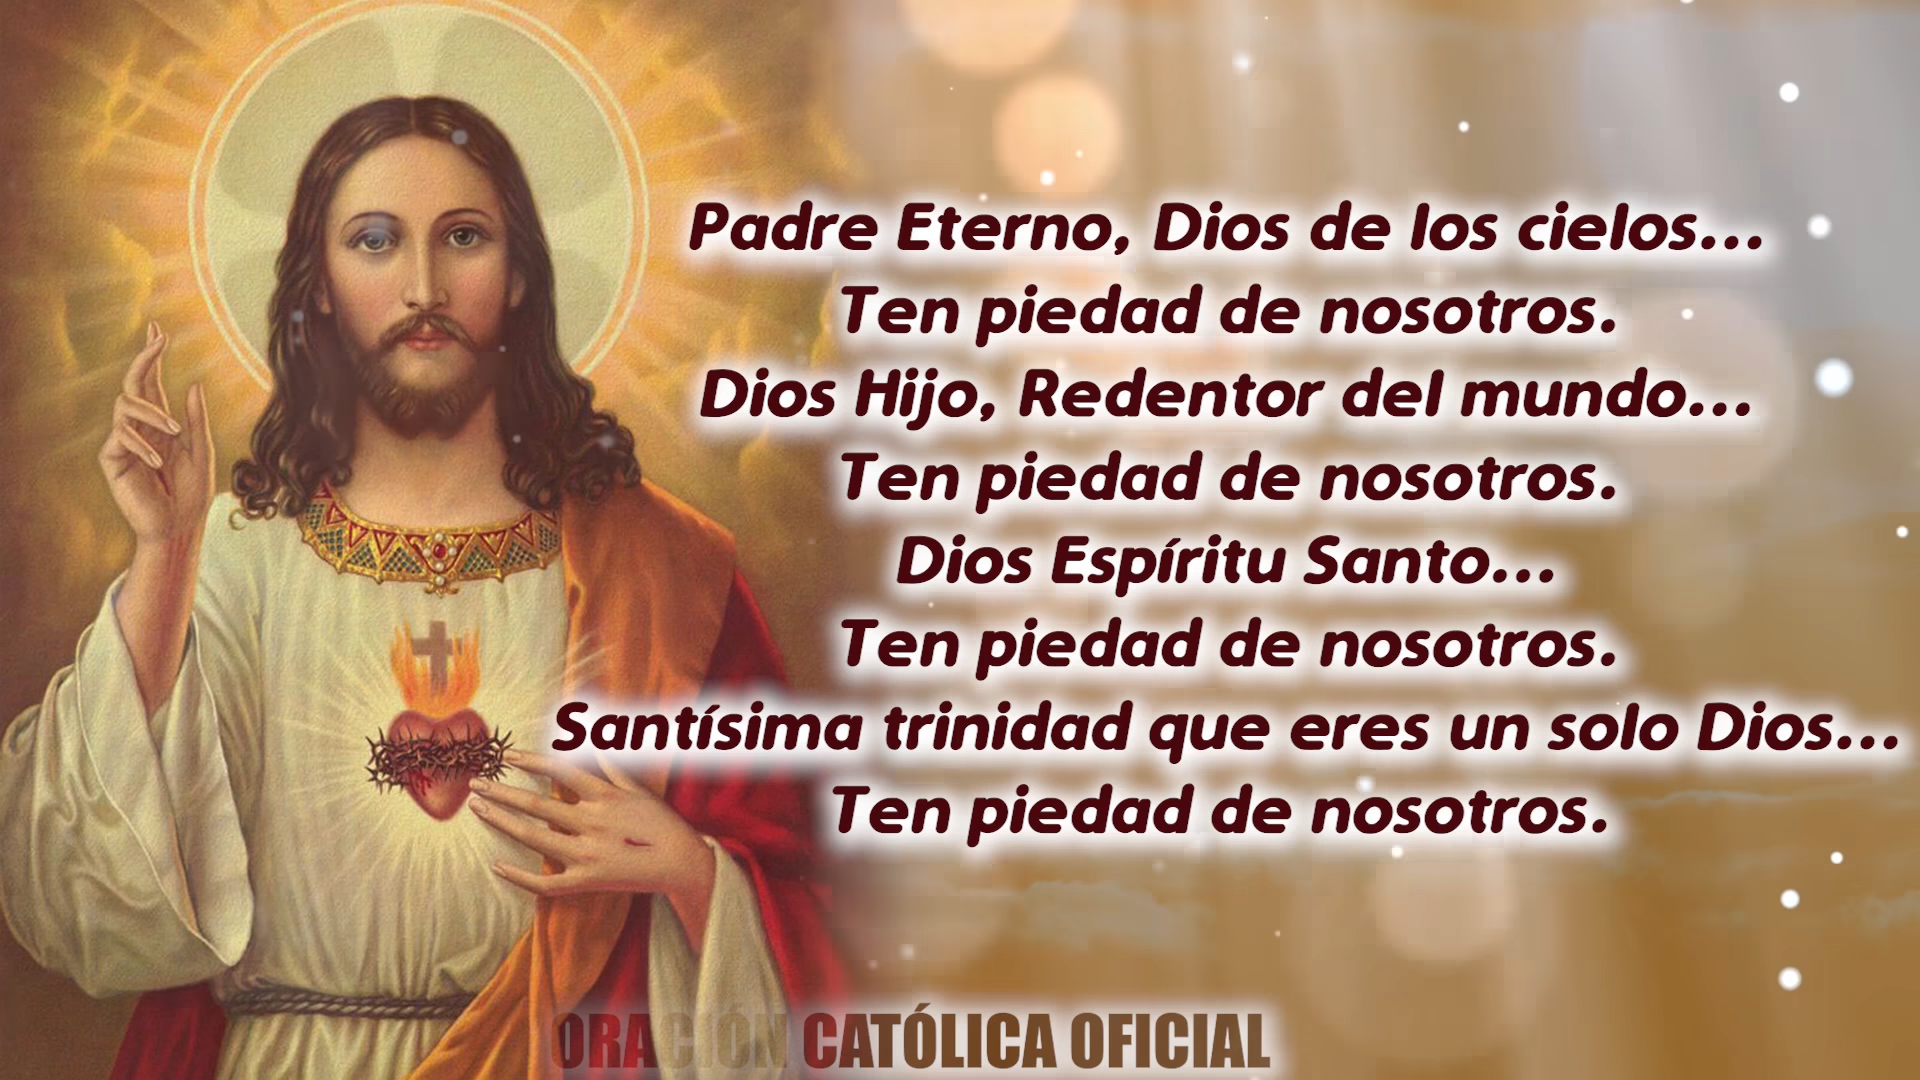 Padre Eterno, Dios de los cielos...
Ten piedad de nosotros.
Dios Hijo, Redentor del mundo...
Ten piedad de nosotros.
Dios Espíritu Santo...
Ten piedad de nosotros.
Santísima trinidad que eres un solo Dios...
Ten piedad de nosotros.
ORACIÓN CATÓLICA OFICIAL